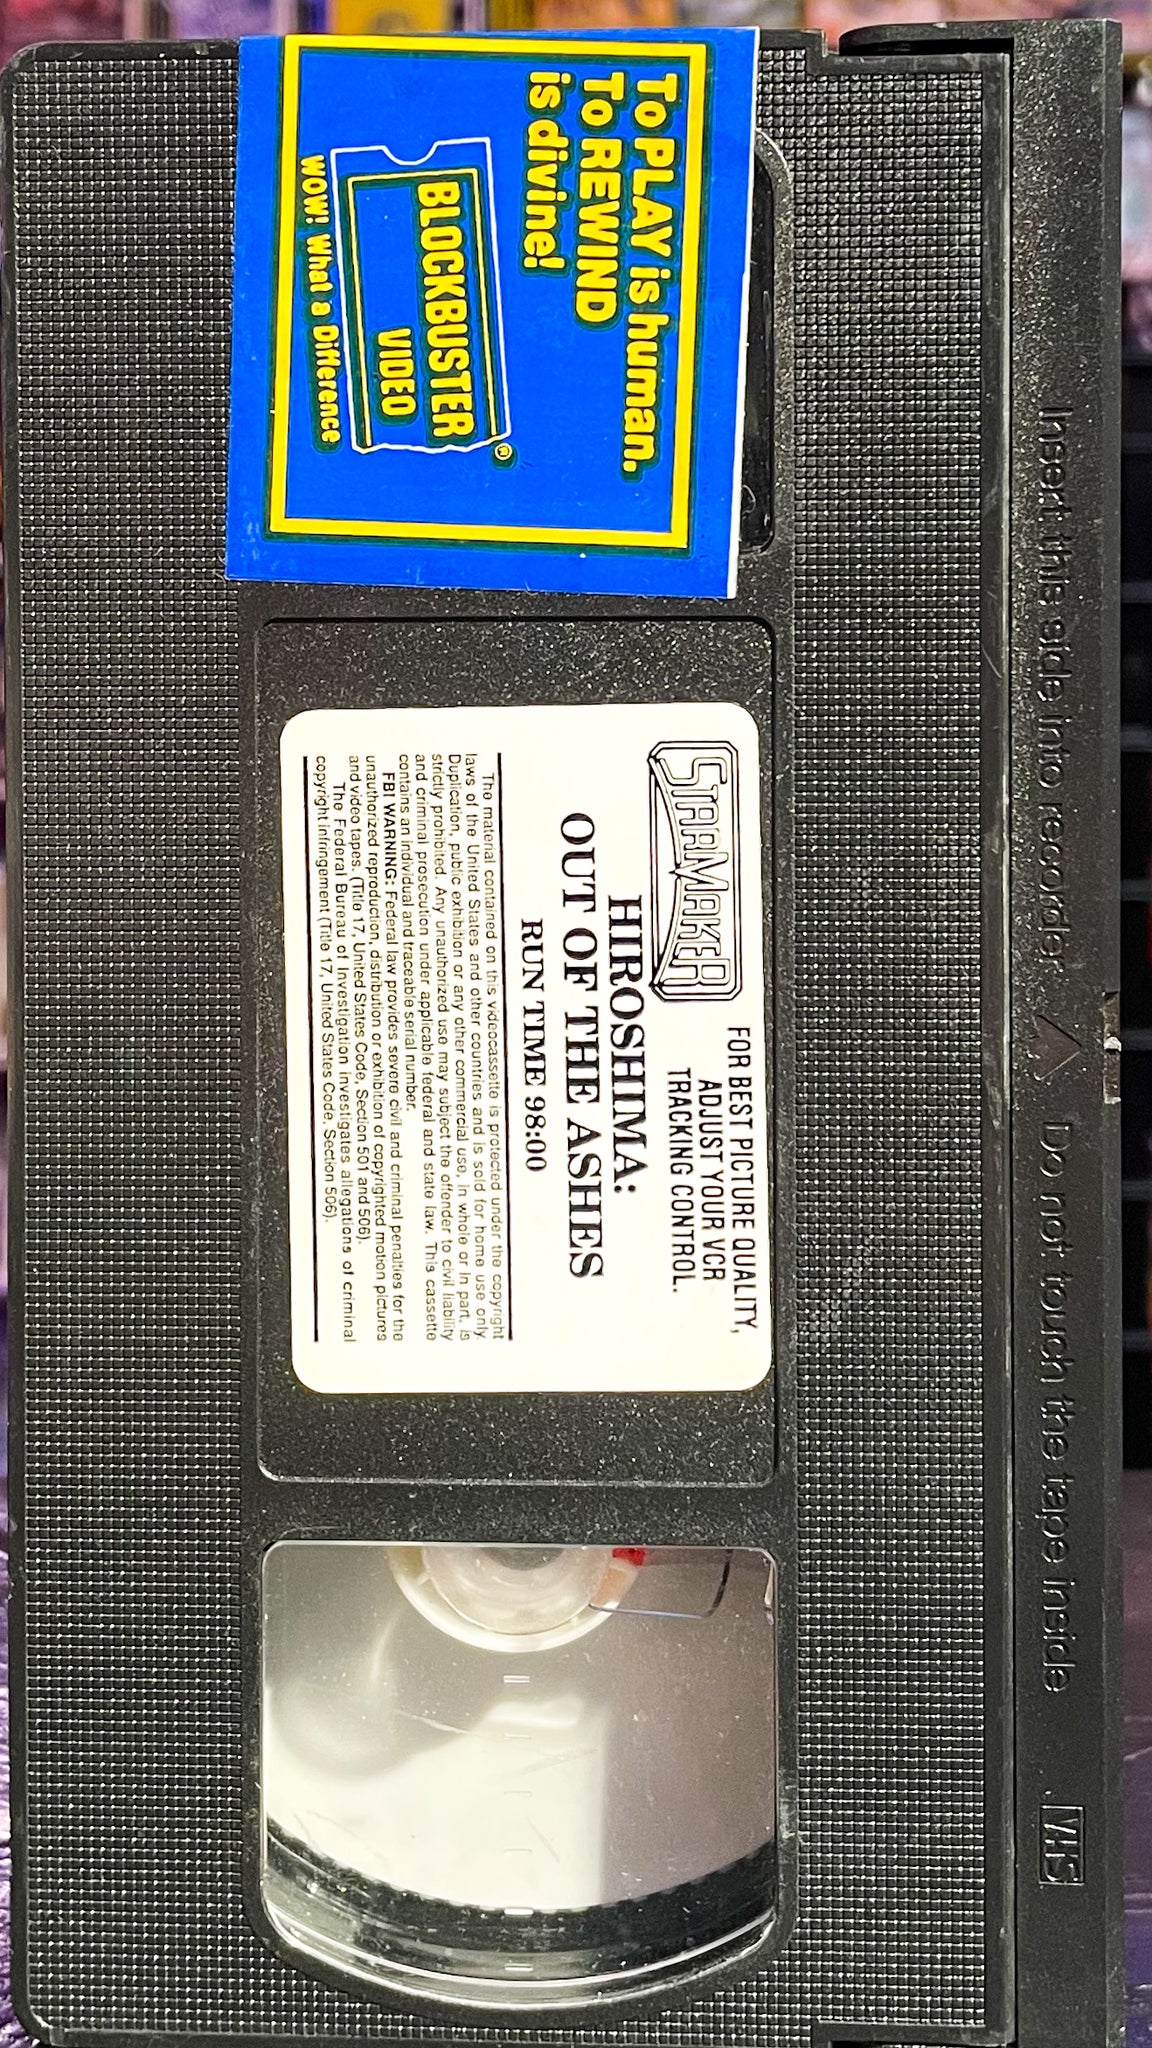 To PLAY is human.
To REWIND
is divine!
BLOCKBUSTER®
VIDEO
WOW! What a Difference
STARMAKER
FOR BEST PICTURE QUALITY,
ADJUST YOUR VCR
TRACKING CONTROL.
HIROSHIMA:
OUT OF THE ASHES
RUN TIME 98:00
The material contained on this videocassette is protected under the copyright
laws of the United States and other countries and is sold for home use only.
Duplication, public exhibition or any other commercial use, in whole or in part, is
strictly prohibited. Any unauthorized use may subject the offender to civil liability
and criminal prosecution under applicable federal and state law. This cassette
contains an individual and traceable serial number.
FBI WARNING: Federal law provides severe civil and criminal penalties for the
unauthorized reproduction, distribution or exhibition of copyrighted motion pictures
and video tapes. (Title 17, United States Code, Section 501 and 506).
The Federal Bureau of Investigation investigates allegations of criminal
copyright infringement (Title 17, United States Code, Section 506).
Insert this side into recorder △ Do not touch the tape inside
VHS